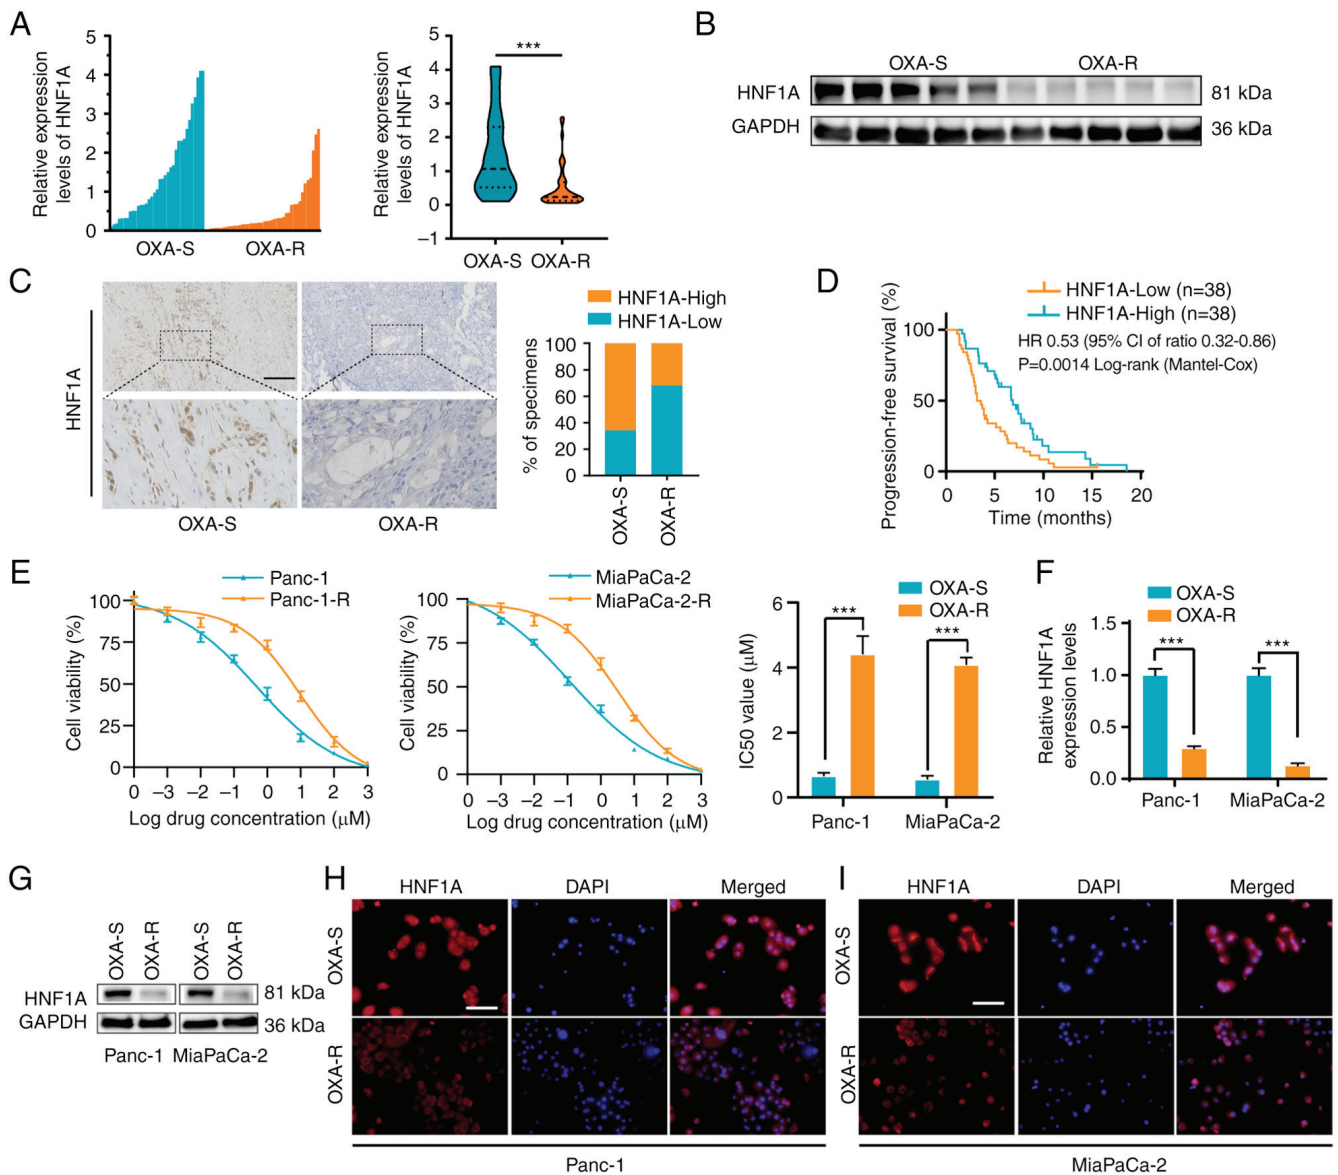 A
Relative expression
levels of HNF1A
5
4
3
2
1
0
OXA-S
OXA-R
Relative expression
levels of HNF1A
5
4
3
2
1
0
–1
***
OXA-S
OXA-R
B
OXA-S
OXA-R
HNF1A
81 kDa
GAPDH
36 kDa
C
HNF1A
OXA-S
OXA-R
HNF1A-High
HNF1A-Low
% of specimens
100
80
60
40
20
0
OXA-S
OXA-R
D
HNF1A-Low (n=38)
HNF1A-High (n=38)
HR 0.53 (95% CI of ratio 0.32-0.86)
P=0.0014 Log-rank (Mantel-Cox)
Progression-free survival (%)
100
50
0
0
5
10
15
20
Time (months)
E
Panc-1
Panc-1-R
Cell viability (%)
100
75
50
25
0
0 –3 –2 –1 0 1 2 3
Log drug concentration (μM)
MiaPaCa-2
MiaPaCa-2-R
Cell viability (%)
100
75
50
25
0
0 –3 –2 –1 0 1 2 3
Log drug concentration (μM)
OXA-S
OXA-R
IC50 value (μM)
6
4
2
0
***
***
Panc-1
MiaPaCa-2
F
OXA-S
OXA-R
Relative HNF1A
expression levels
1.5
1.0
0.5
0.0
***
***
Panc-1
MiaPaCa-2
G
OXA-S
OXA-R
OXA-S
OXA-R
HNF1A
81 kDa
GAPDH
36 kDa
Panc-1
MiaPaCa-2
H
HNF1A
DAPI
Merged
OXA-S
OXA-R
Panc-1
I
HNF1A
DAPI
Merged
OXA-S
OXA-R
MiaPaCa-2